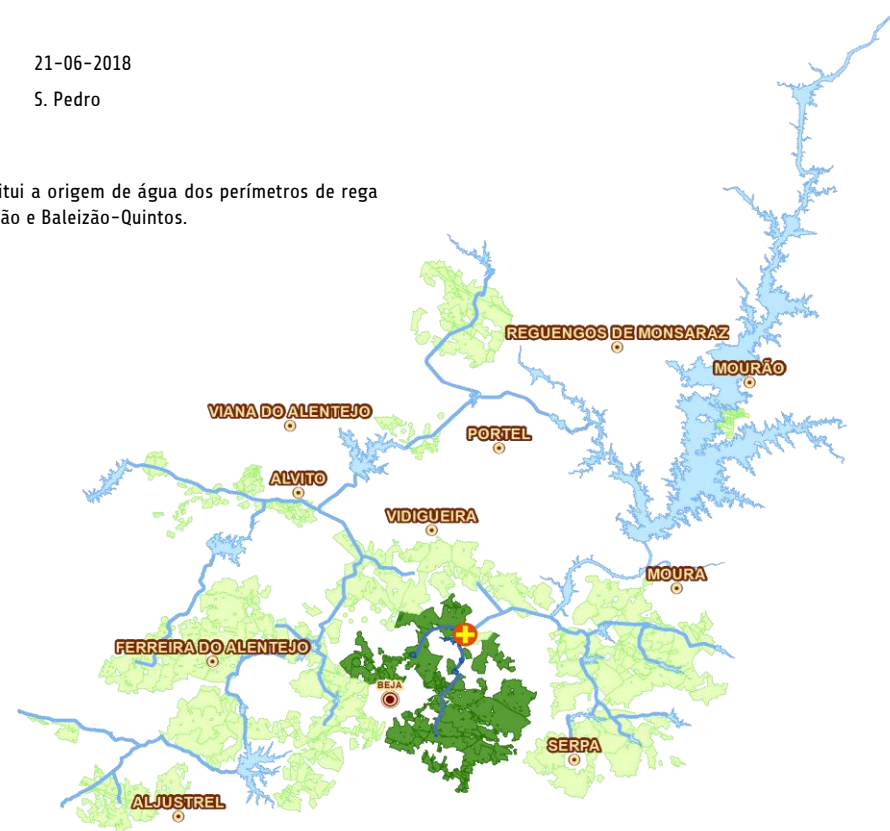 21-06-2018
S. Pedro
itui a origem de água dos perímetros de rega
ão e Baleizão-Quintos.
REGUENGOS DE MONSARAZ
MOURÃO
VIANA DO ALENTEJO
PORTEL
ALVITO
VIDIGUEIRA
MOURA
FERREIRA DO ALENTEJO
BEJA
SERPA
ALJUSTREL